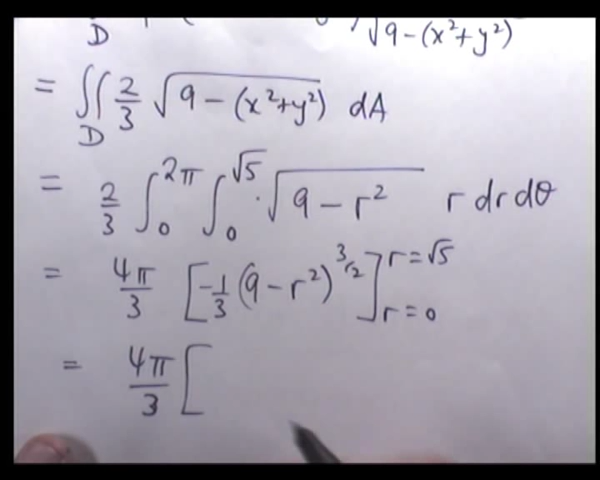 D √9-(x²+y²)
= ∬ 2/3 √9-(x²+y²) dA
D
= 2/3 ∫₀^2π ∫₀^√5 √9-r² r dr dθ
= 4π/3 [-1/3 (9-r²)^3/2] r=√5 r=0
= 4π/3 [